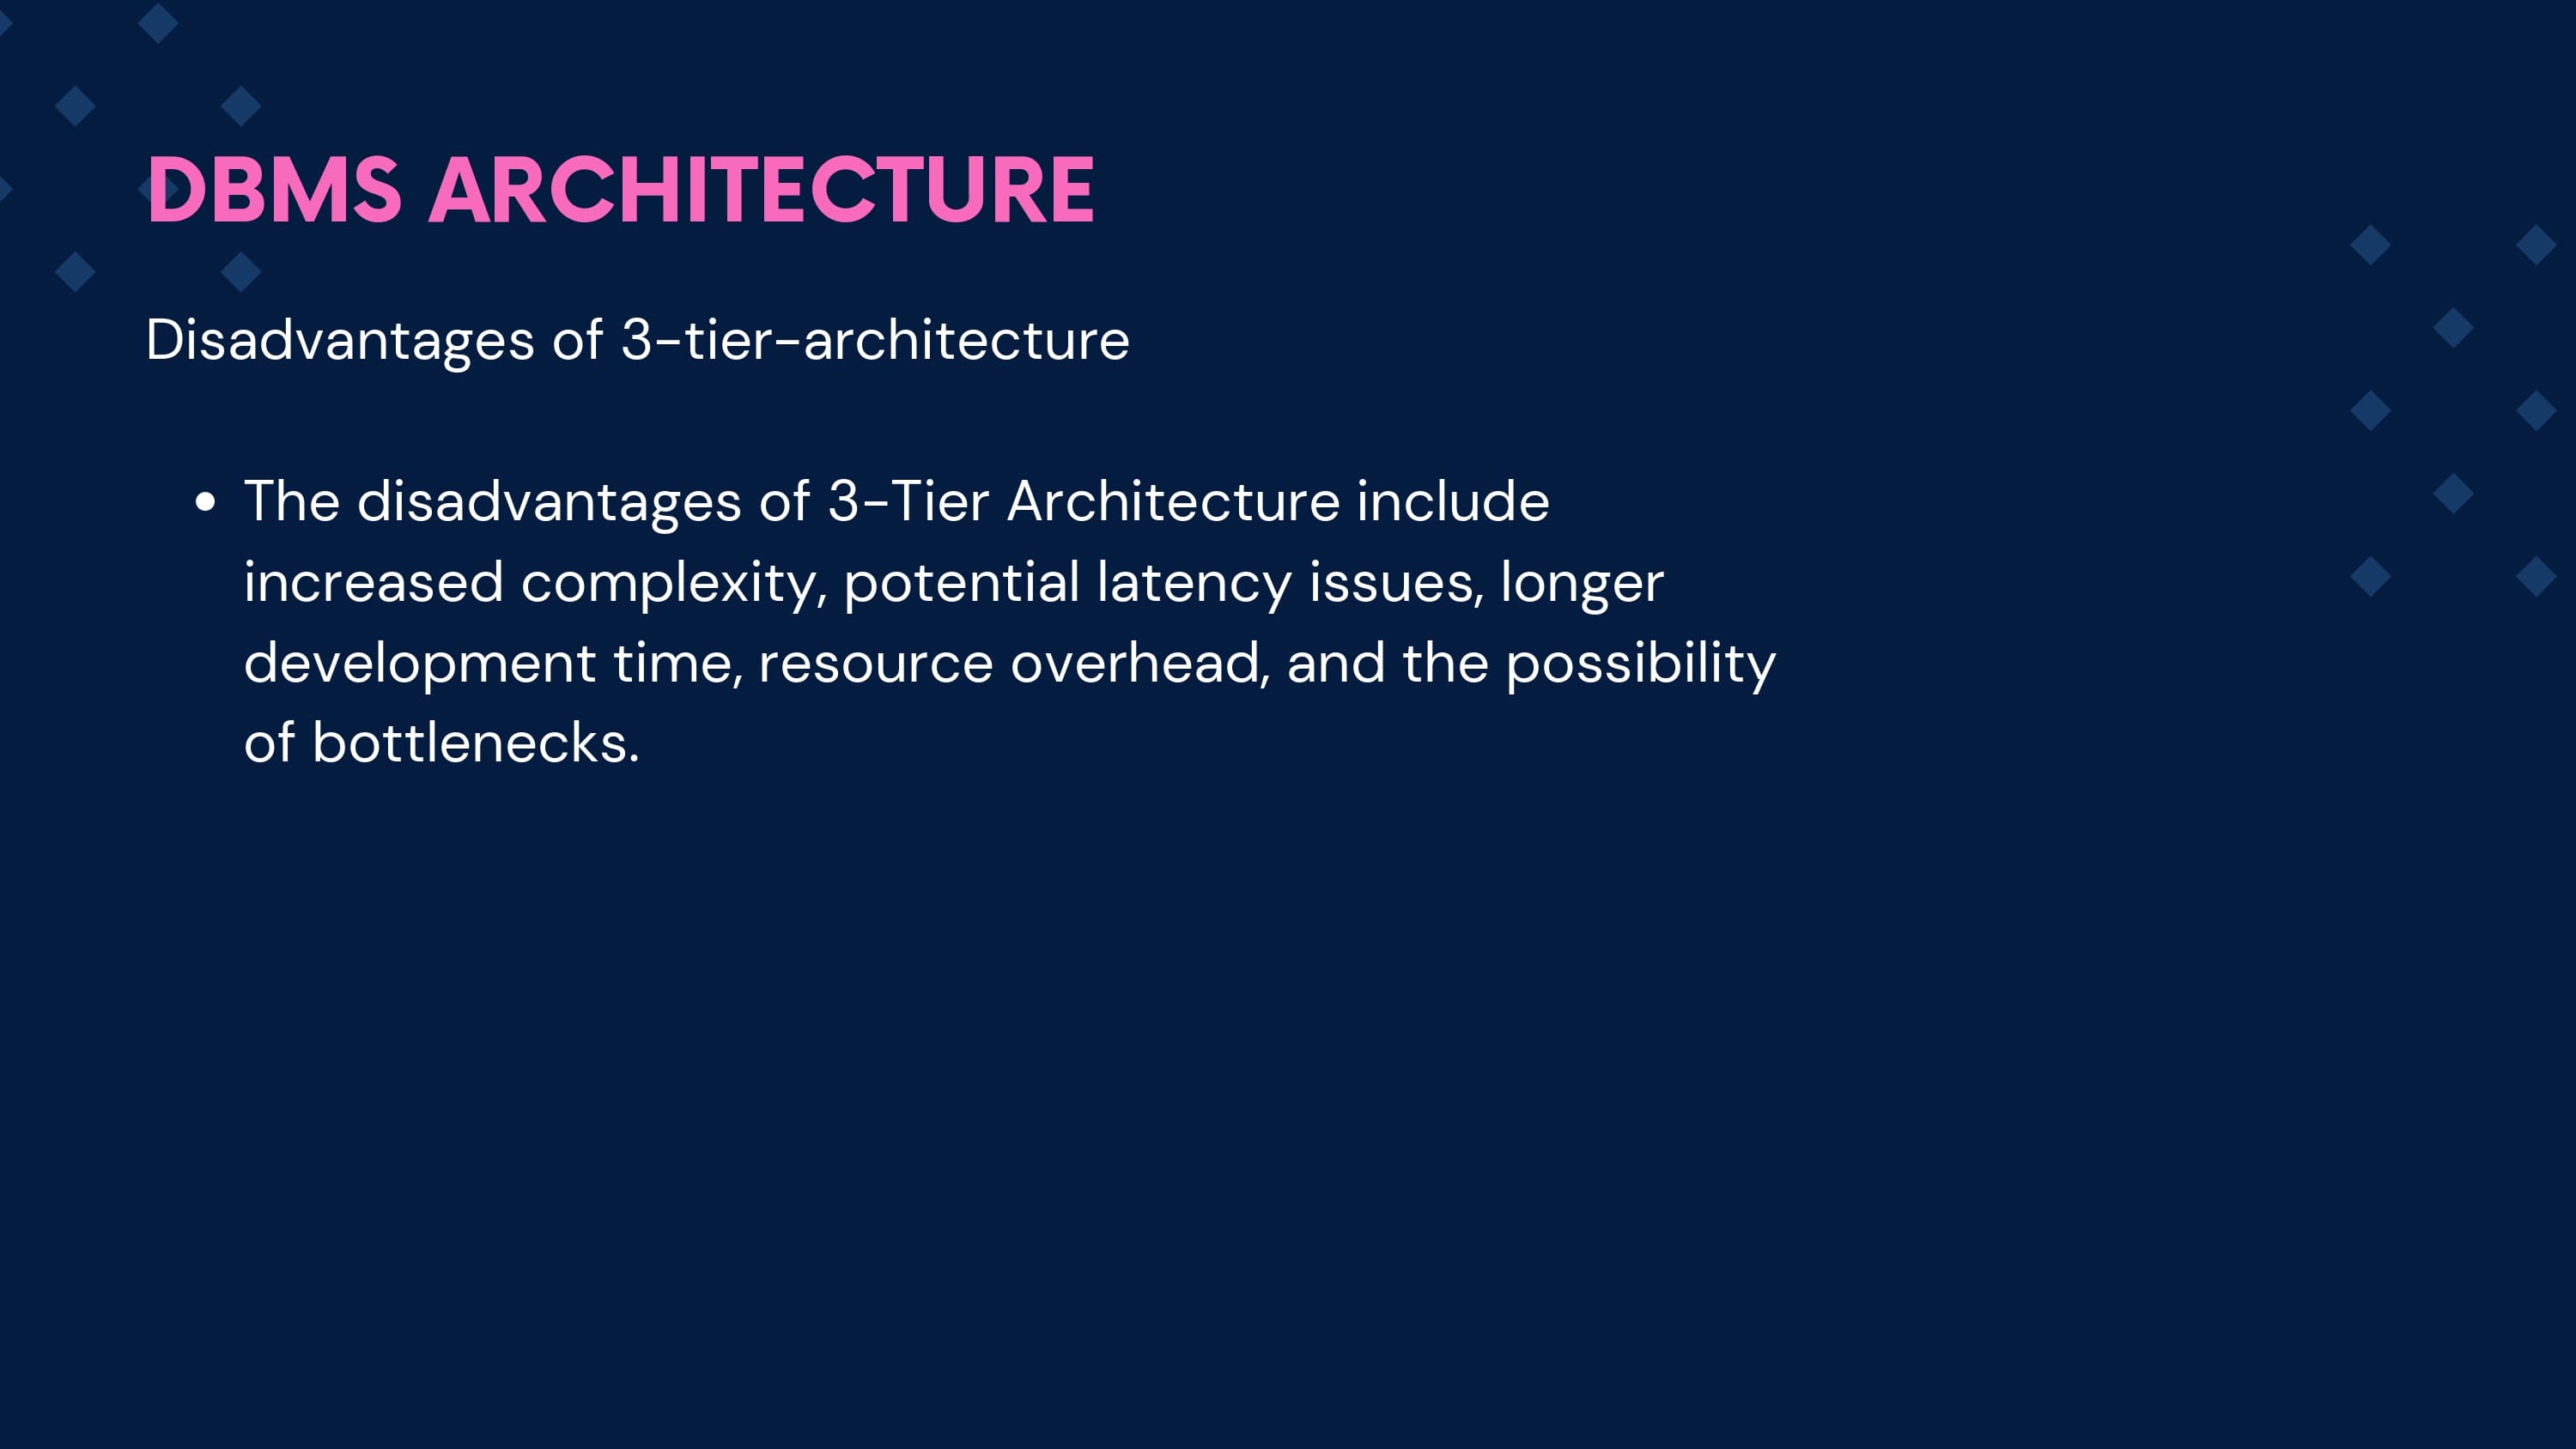 DBMS ARCHITECTURE
Disadvantages of 3-tier-architecture
• The disadvantages of 3-Tier Architecture include
increased complexity, potential latency issues, longer
development time, resource overhead, and the possibility
of bottlenecks.